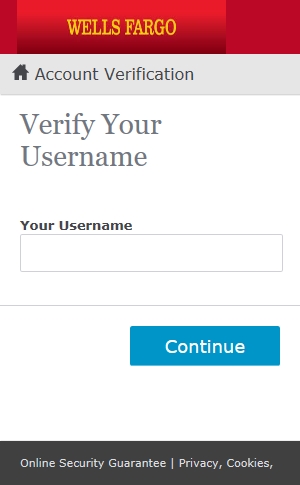 WELLS FARGO
Account Verification
Verify Your
Username
Your Username
Continue
Online Security Guarantee | Privacy, Cookies,